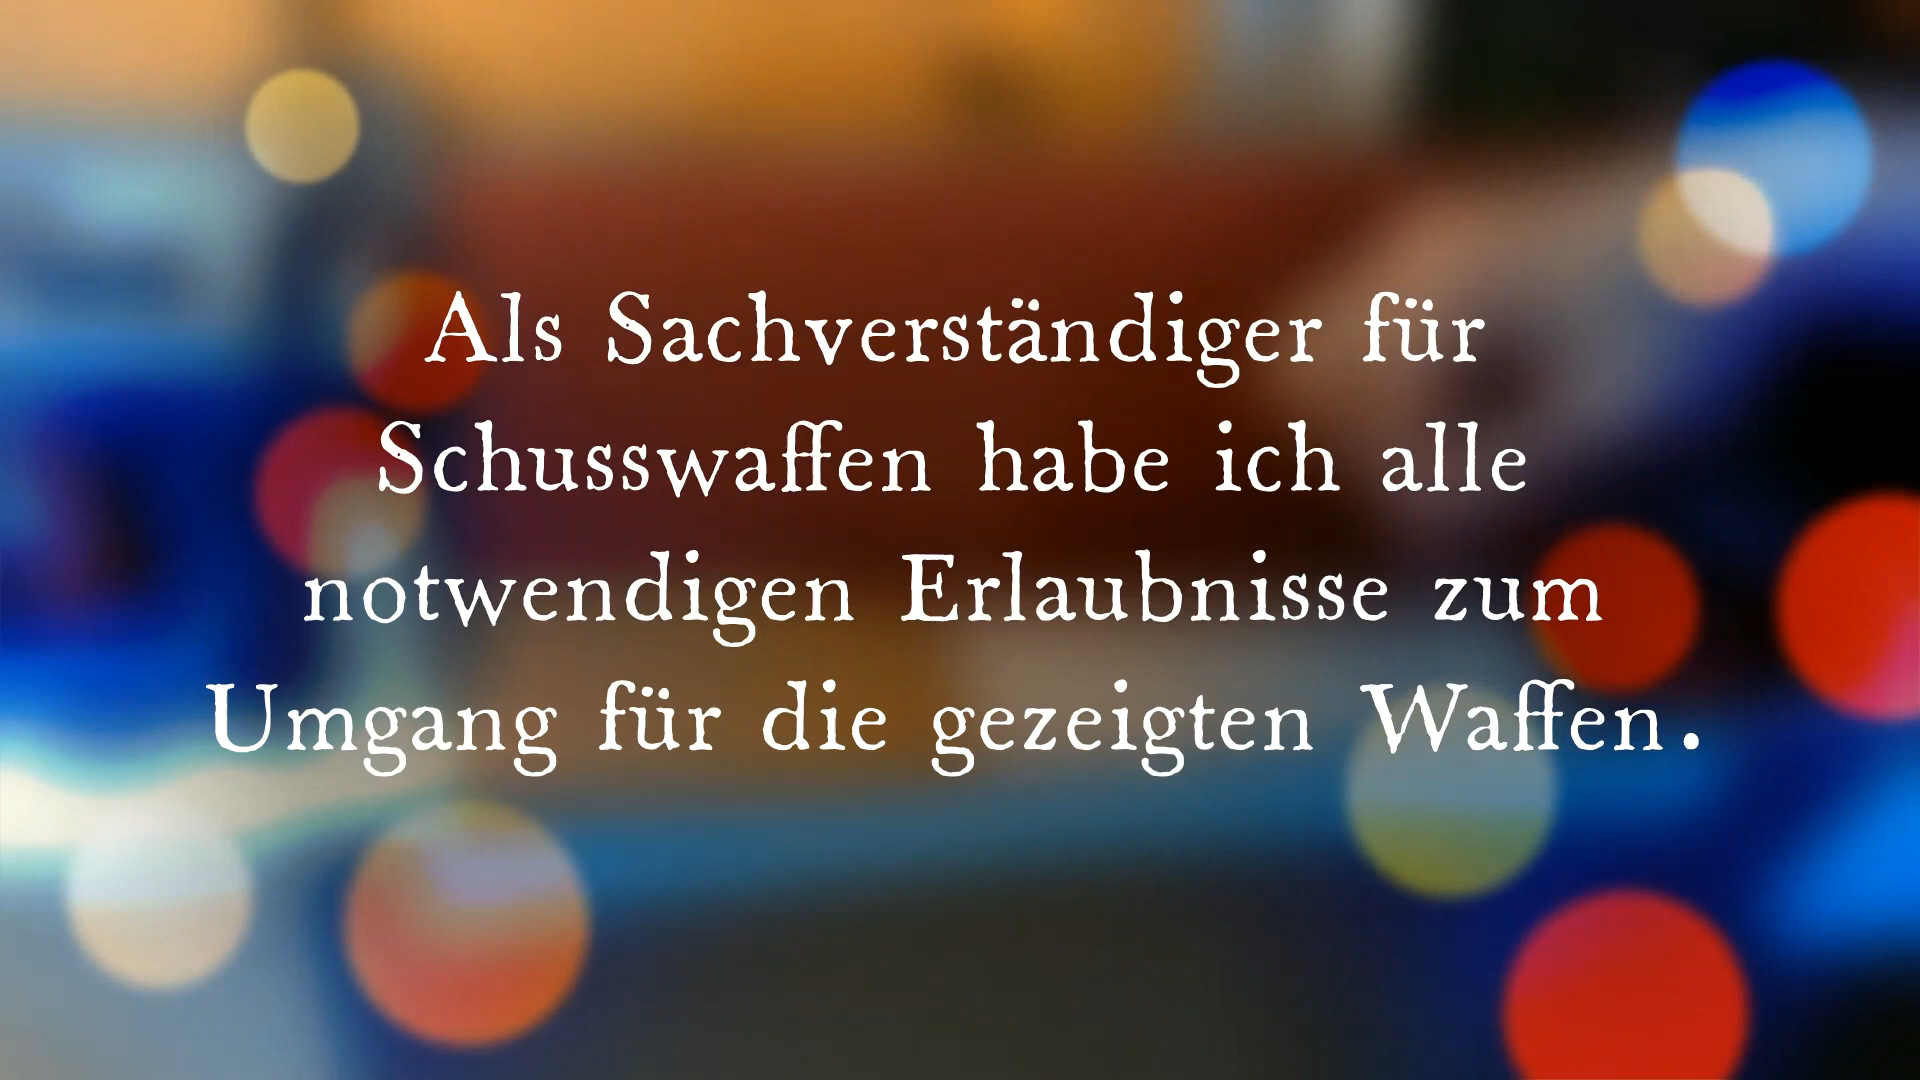 Als Sachverständiger für
Schusswaffen habe ich alle
notwendigen Erlaubnisse zum
Umgang für die gezeigten Waffen.